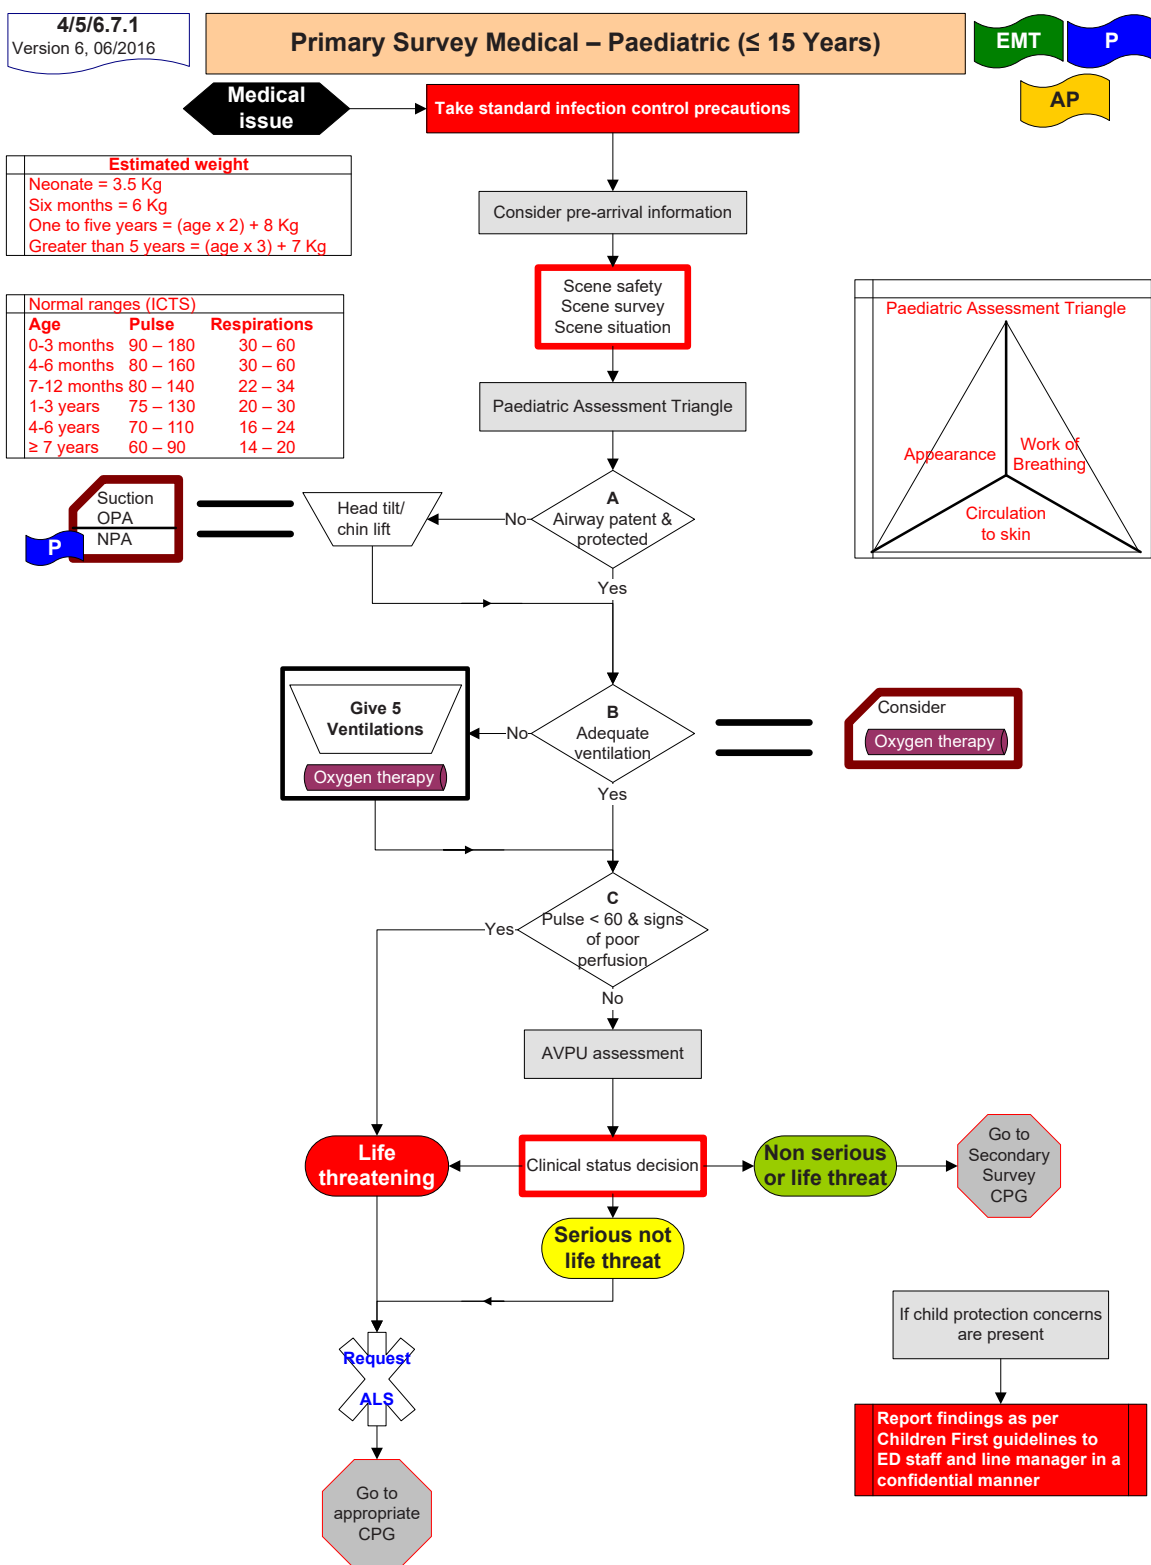 4/5/6.7.1
Version 6, 06/2016
Primary Survey Medical – Paediatric (≤ 15 Years)
EMT
P
AP
Medical
issue
Take standard infection control precautions
Estimated weight
Neonate = 3.5 Kg
Six months = 6 Kg
One to five years = (age x 2) + 8 Kg
Greater than 5 years = (age x 3) + 7 Kg
Consider pre-arrival information
Scene safety
Scene survey
Scene situation
Normal ranges (ICTS)
Age Pulse Respirations
0-3 months 90 – 180 30 – 60
4-6 months 80 – 160 30 – 60
7-12 months 80 – 140 22 – 34
1-3 years 75 – 130 20 – 30
4-6 years 70 – 110 16 – 24
≥ 7 years 60 – 90 14 – 20
Paediatric Assessment Triangle
Paediatric Assessment Triangle
Appearance
Work of
Breathing
Circulation
to skin
A
Airway patent &
protected
No
Head tilt/
chin lift
Suction
OPA
NPA
P
Yes
B
Adequate
ventilation
No
Give 5
Ventilations
Oxygen therapy
Consider
Oxygen therapy
Yes
C
Pulse < 60 & signs
of poor
perfusion
Yes
No
AVPU assessment
Life
threatening
Clinical status decision
Non serious
or life threat
Go to
Secondary
Survey
CPG
Serious not
life threat
Request
ALS
Go to
appropriate
CPG
If child protection concerns
are present
Report findings as per
Children First guidelines to
ED staff and line manager in a
confidential manner